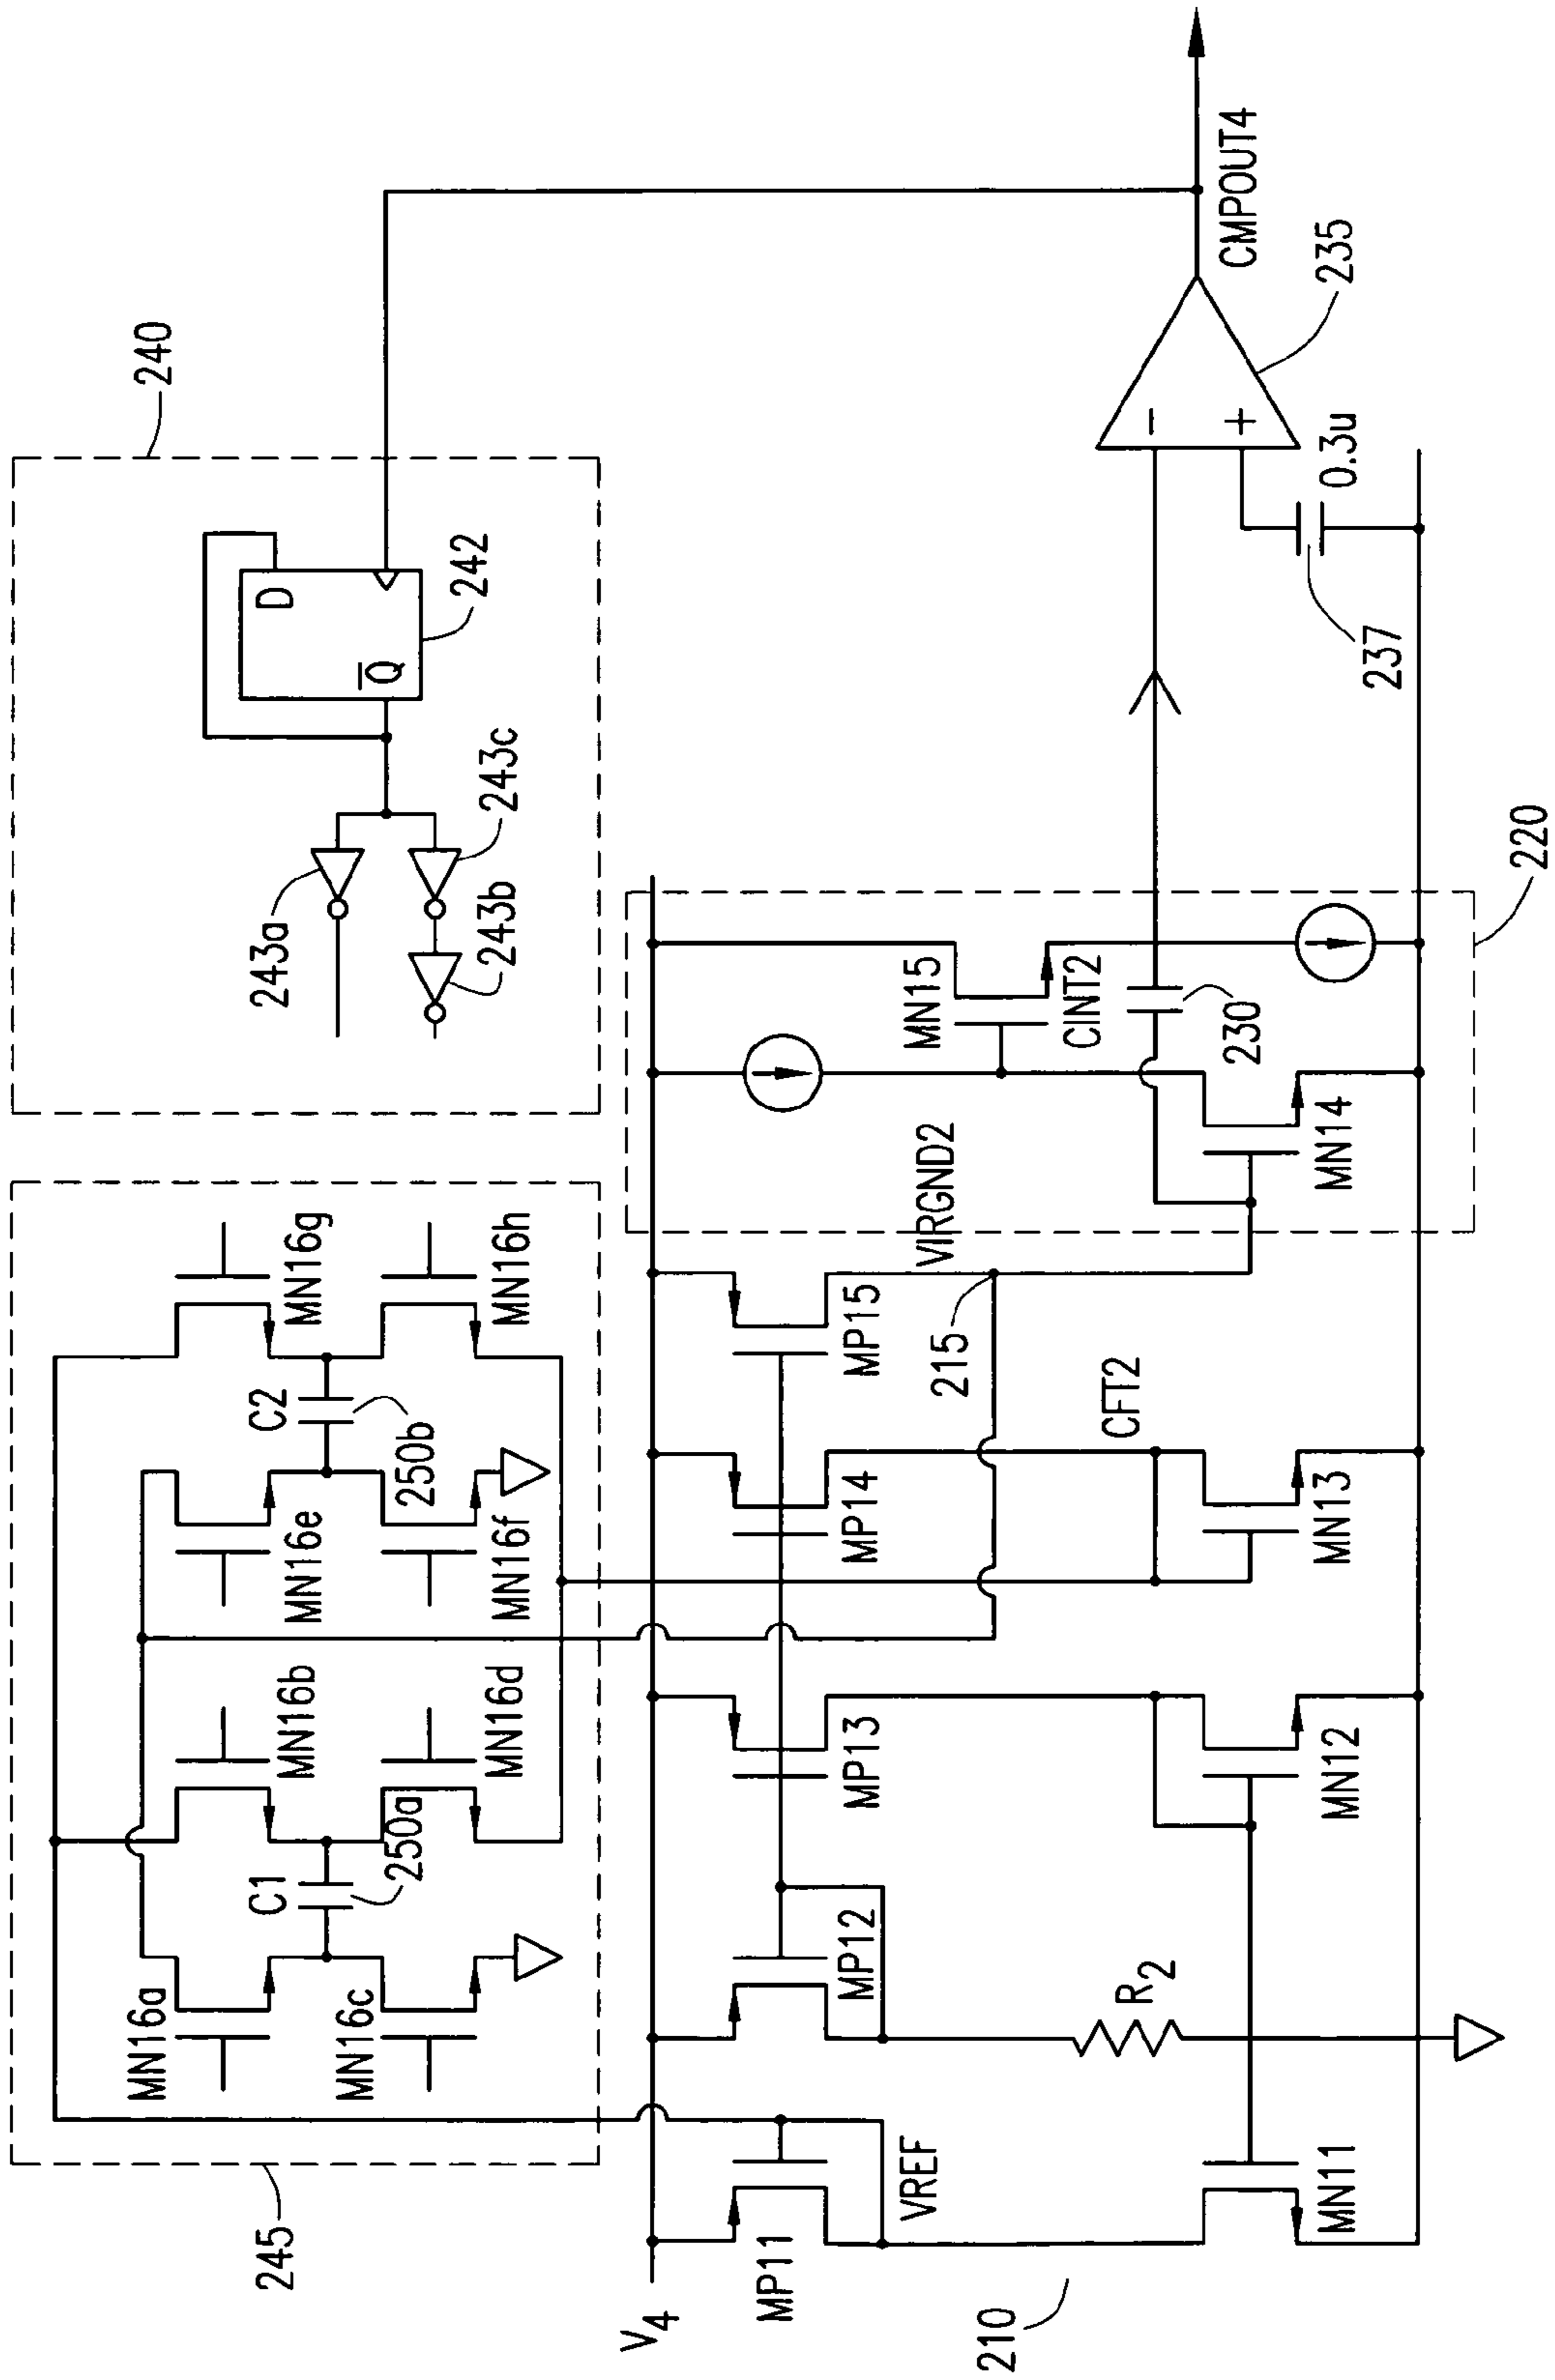 240
D
Q̅
242
243a
243c
243b
CMPOUT4
235
−
+
0.3u
237
245
MN16a
MN16b
MN16c
MN16d
C1
250a
MN16e
MN16f
MN16g
MN16h
C2
250b
V4
MP11
VREF
MN11
210
MP12
R2
MP13
MN12
MP14
CFT2
MN13
MP15
VIRGND2
215
MN14
MN15
CINT2
230
220